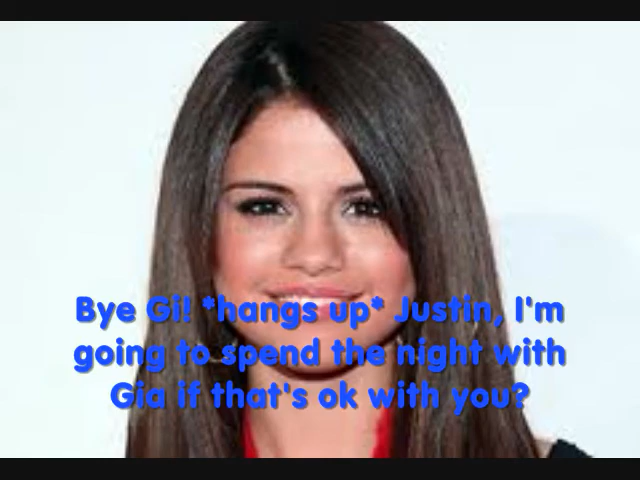 Bye Gi! *hangs up* Justin, I'm
going to spend the night with
Gia if that's ok with you?